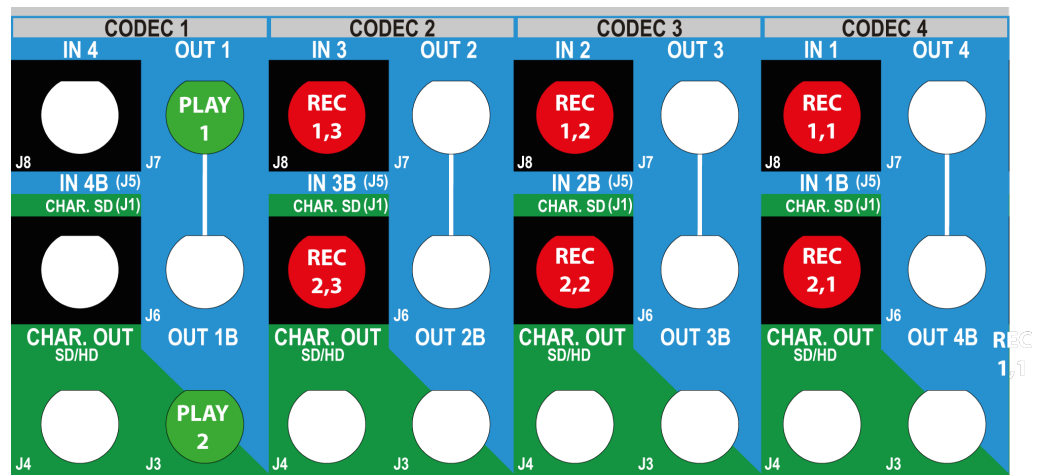 CODEC 1 CODEC 2 CODEC 3 CODEC 4
IN 4 OUT 1 IN 3 OUT 2 IN 2 OUT 3 IN 1 OUT 4
PLAY REC REC REC
1 1,3 1,2 1,1
J8 J7 J8 J7 J8 J7 J8 J7
IN 4B (J5) IN 3B (J5) IN 2B (J5) IN 1B (J5)
CHAR. SD (J1) CHAR. SD (J1) CHAR. SD (J1) CHAR. SD (J1)
REC REC REC
2,3 2,2 2,1
J6 J6 J6 J6
CHAR. OUT OUT 1B CHAR. OUT OUT 2B CHAR. OUT OUT 3B CHAR. OUT OUT 4B REC
SD/HD SD/HD SD/HD SD/HD
1,1
PLAY
2
J4 J3 J4 J3 J4 J3 J4 J3